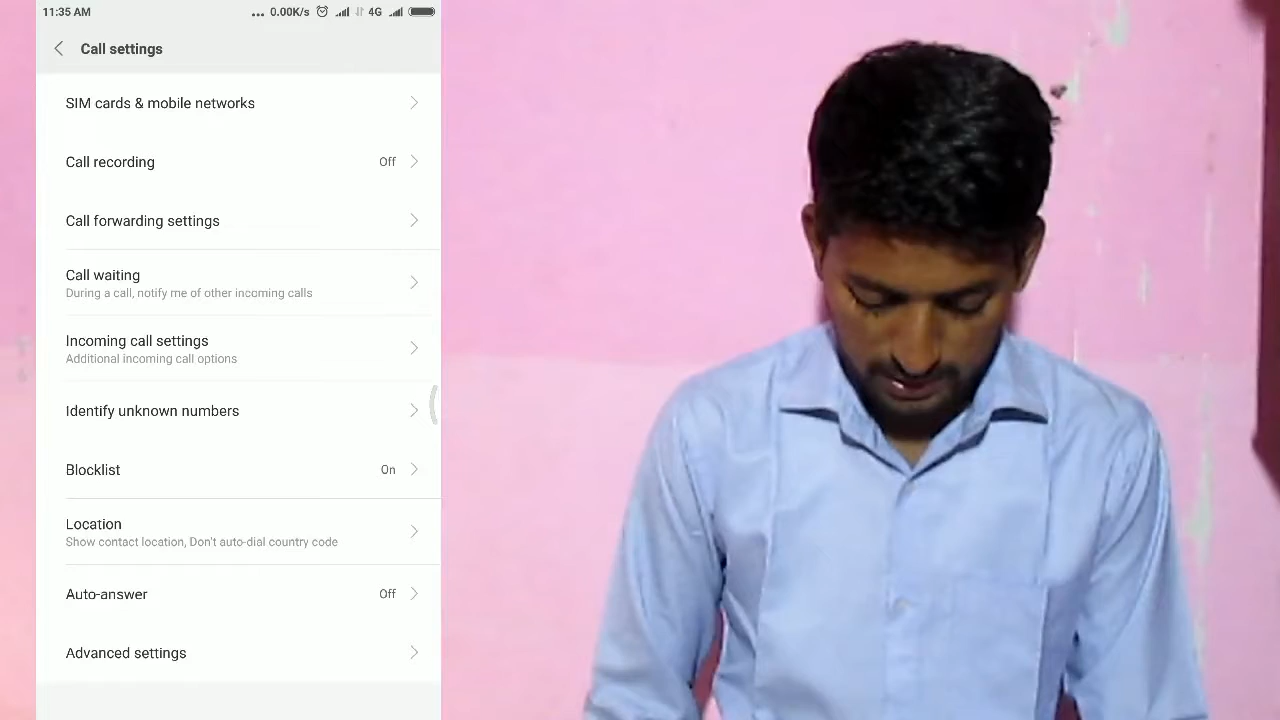 11:35 AM ... 0.00K/s 4G
Call settings
SIM cards & mobile networks
Call recording Off
Call forwarding settings
Call waiting
During a call, notify me of other incoming calls
Incoming call settings
Additional incoming call options
Identify unknown numbers
Blocklist On
Location
Show contact location, Don't auto-dial country code
Auto-answer Off
Advanced settings